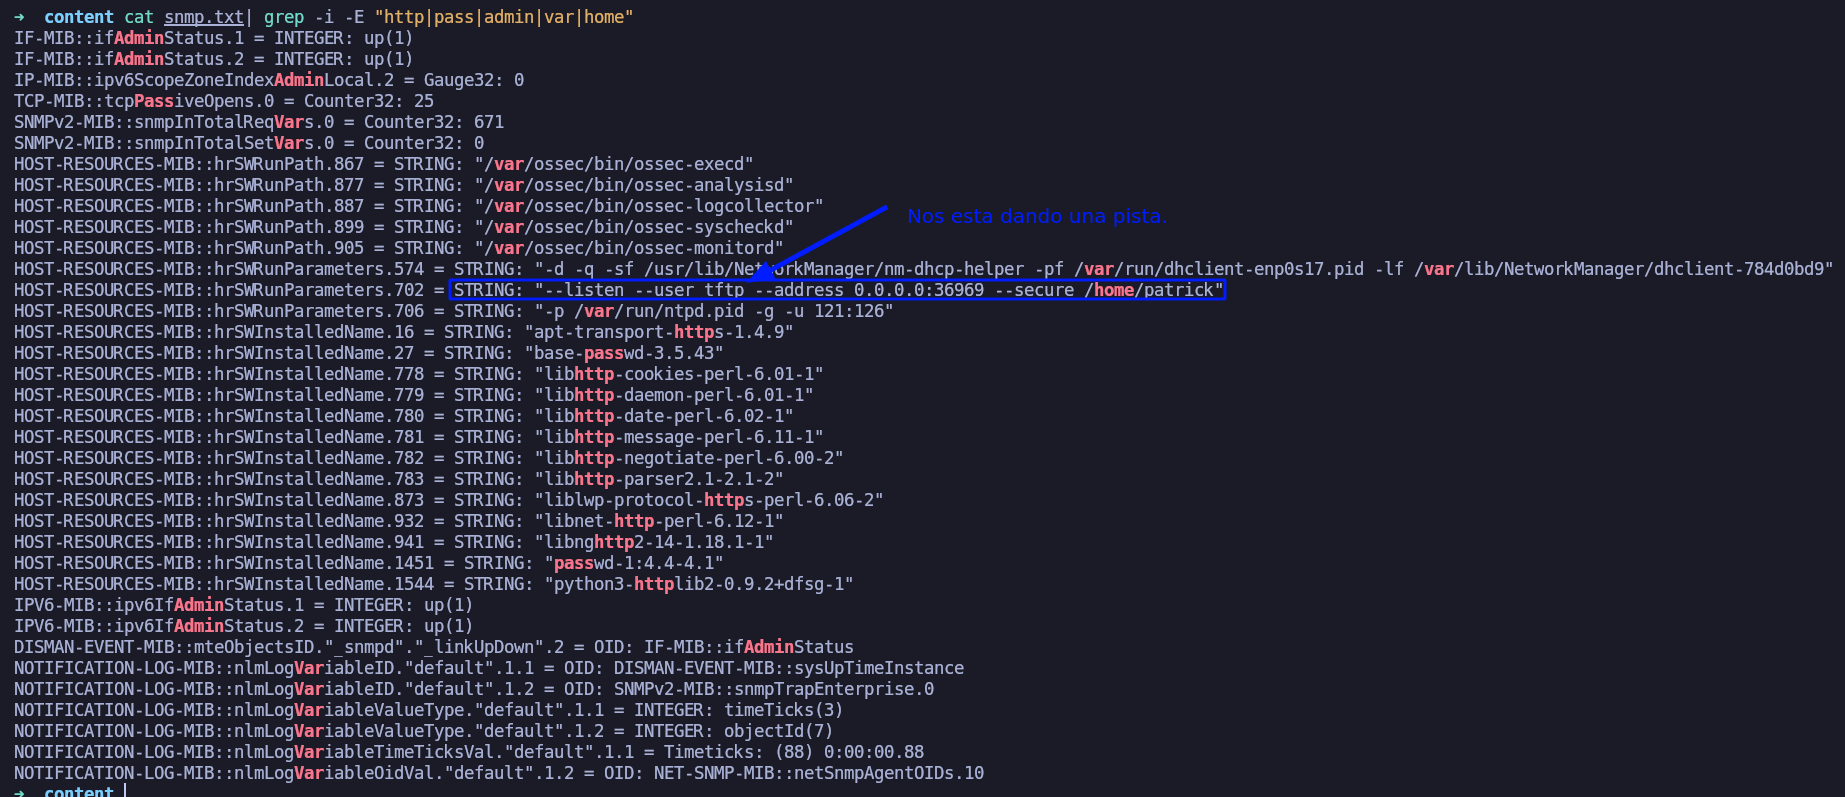 ➜  content cat snmp.txt| grep -i -E "http|pass|admin|var|home"
IF-MIB::ifAdminStatus.1 = INTEGER: up(1)
IF-MIB::ifAdminStatus.2 = INTEGER: up(1)
IP-MIB::ipv6ScopeZoneIndexAdminLocal.2 = Gauge32: 0
TCP-MIB::tcpPassiveOpens.0 = Counter32: 25
SNMPv2-MIB::snmpInTotalReqVars.0 = Counter32: 671
SNMPv2-MIB::snmpInTotalSetVars.0 = Counter32: 0
HOST-RESOURCES-MIB::hrSWRunPath.867 = STRING: "/var/ossec/bin/ossec-execd"
HOST-RESOURCES-MIB::hrSWRunPath.877 = STRING: "/var/ossec/bin/ossec-analysisd"
HOST-RESOURCES-MIB::hrSWRunPath.887 = STRING: "/var/ossec/bin/ossec-logcollector"
Nos esta dando una pista.
HOST-RESOURCES-MIB::hrSWRunPath.899 = STRING: "/var/ossec/bin/ossec-syscheckd"
HOST-RESOURCES-MIB::hrSWRunPath.905 = STRING: "/var/ossec/bin/ossec-monitord"
HOST-RESOURCES-MIB::hrSWRunParameters.574 = STRING: "-d -q -sf /usr/lib/NetworkManager/nm-dhcp-helper -pf /var/run/dhclient-enp0s17.pid -lf /var/lib/NetworkManager/dhclient-784d0bd9"
HOST-RESOURCES-MIB::hrSWRunParameters.702 = STRING: "--listen --user tftp --address 0.0.0.0:36969 --secure /home/patrick"
HOST-RESOURCES-MIB::hrSWRunParameters.706 = STRING: "-p /var/run/ntpd.pid -g -u 121:126"
HOST-RESOURCES-MIB::hrSWInstalledName.16 = STRING: "apt-transport-https-1.4.9"
HOST-RESOURCES-MIB::hrSWInstalledName.27 = STRING: "base-passwd-3.5.43"
HOST-RESOURCES-MIB::hrSWInstalledName.778 = STRING: "libhttp-cookies-perl-6.01-1"
HOST-RESOURCES-MIB::hrSWInstalledName.779 = STRING: "libhttp-daemon-perl-6.01-1"
HOST-RESOURCES-MIB::hrSWInstalledName.780 = STRING: "libhttp-date-perl-6.02-1"
HOST-RESOURCES-MIB::hrSWInstalledName.781 = STRING: "libhttp-message-perl-6.11-1"
HOST-RESOURCES-MIB::hrSWInstalledName.782 = STRING: "libhttp-negotiate-perl-6.00-2"
HOST-RESOURCES-MIB::hrSWInstalledName.783 = STRING: "libhttp-parser2.1-2.1-2"
HOST-RESOURCES-MIB::hrSWInstalledName.873 = STRING: "liblwp-protocol-https-perl-6.06-2"
HOST-RESOURCES-MIB::hrSWInstalledName.932 = STRING: "libnet-http-perl-6.12-1"
HOST-RESOURCES-MIB::hrSWInstalledName.941 = STRING: "libnghttp2-14-1.18.1-1"
HOST-RESOURCES-MIB::hrSWInstalledName.1451 = STRING: "passwd-1:4.4-4.1"
HOST-RESOURCES-MIB::hrSWInstalledName.1544 = STRING: "python3-httplib2-0.9.2+dfsg-1"
IPV6-MIB::ipv6IfAdminStatus.1 = INTEGER: up(1)
IPV6-MIB::ipv6IfAdminStatus.2 = INTEGER: up(1)
DISMAN-EVENT-MIB::mteObjectsID."_snmpd"."_linkUpDown".2 = OID: IF-MIB::ifAdminStatus
NOTIFICATION-LOG-MIB::nlmLogVariableID."default".1.1 = OID: DISMAN-EVENT-MIB::sysUpTimeInstance
NOTIFICATION-LOG-MIB::nlmLogVariableID."default".1.2 = OID: SNMPv2-MIB::snmpTrapEnterprise.0
NOTIFICATION-LOG-MIB::nlmLogVariableValueType."default".1.1 = INTEGER: timeTicks(3)
NOTIFICATION-LOG-MIB::nlmLogVariableValueType."default".1.2 = INTEGER: objectId(7)
NOTIFICATION-LOG-MIB::nlmLogVariableTimeTicksVal."default".1.1 = Timeticks: (88) 0:00:00.88
NOTIFICATION-LOG-MIB::nlmLogVariableOidVal."default".1.2 = OID: NET-SNMP-MIB::netSnmpAgentOIDs.10
➜  content